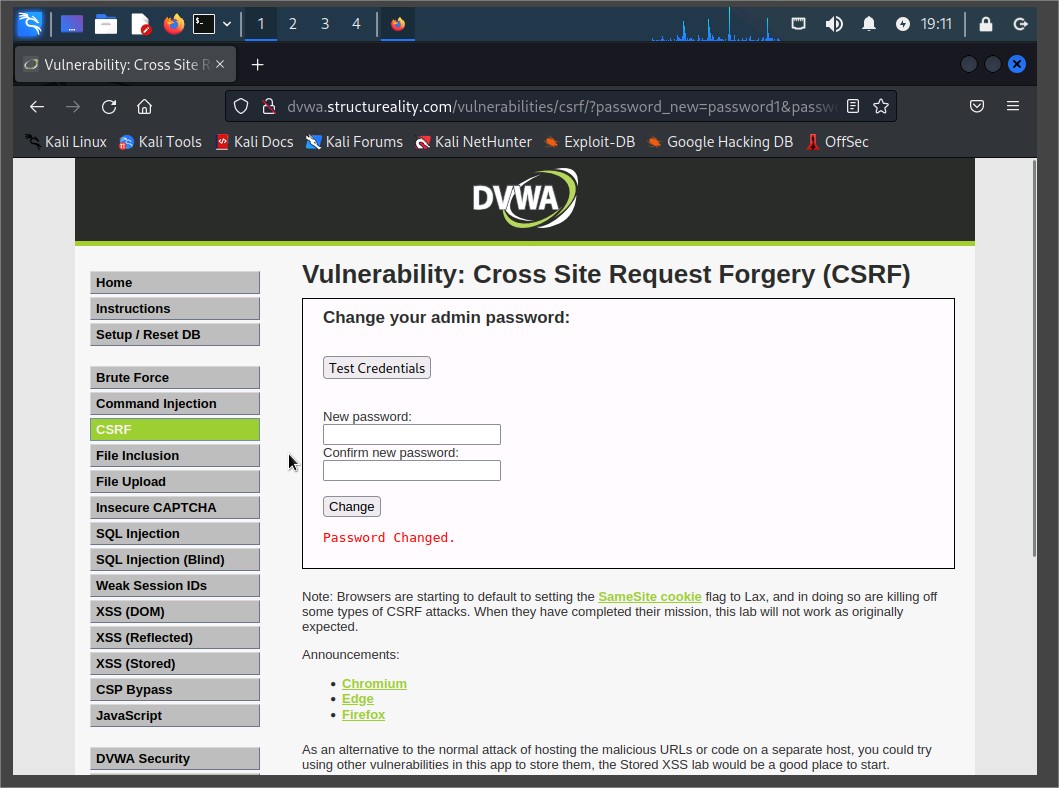 1 2 3 4 19:11
Vulnerability: Cross Site R
dvwa.structureality.com/vulnerabilities/csrf/?password_new=password1&passw
Kali Linux Kali Tools Kali Docs Kali Forums Kali NetHunter Exploit-DB Google Hacking DB OffSec
DVWA
Home
Instructions
Setup / Reset DB
Brute Force
Command Injection
CSRF
File Inclusion
File Upload
Insecure CAPTCHA
SQL Injection
SQL Injection (Blind)
Weak Session IDs
XSS (DOM)
XSS (Reflected)
XSS (Stored)
CSP Bypass
JavaScript
DVWA Security
Vulnerability: Cross Site Request Forgery (CSRF)
Change your admin password:
Test Credentials
New password:
Confirm new password:
Change
Password Changed.
Note: Browsers are starting to default to setting the SameSite cookie flag to Lax, and in doing so are killing off
some types of CSRF attacks. When they have completed their mission, this lab will not work as originally
expected.
Announcements:
• Chromium
• Edge
• Firefox
As an alternative to the normal attack of hosting the malicious URLs or code on a separate host, you could try
using other vulnerabilities in this app to store them, the Stored XSS lab would be a good place to start.